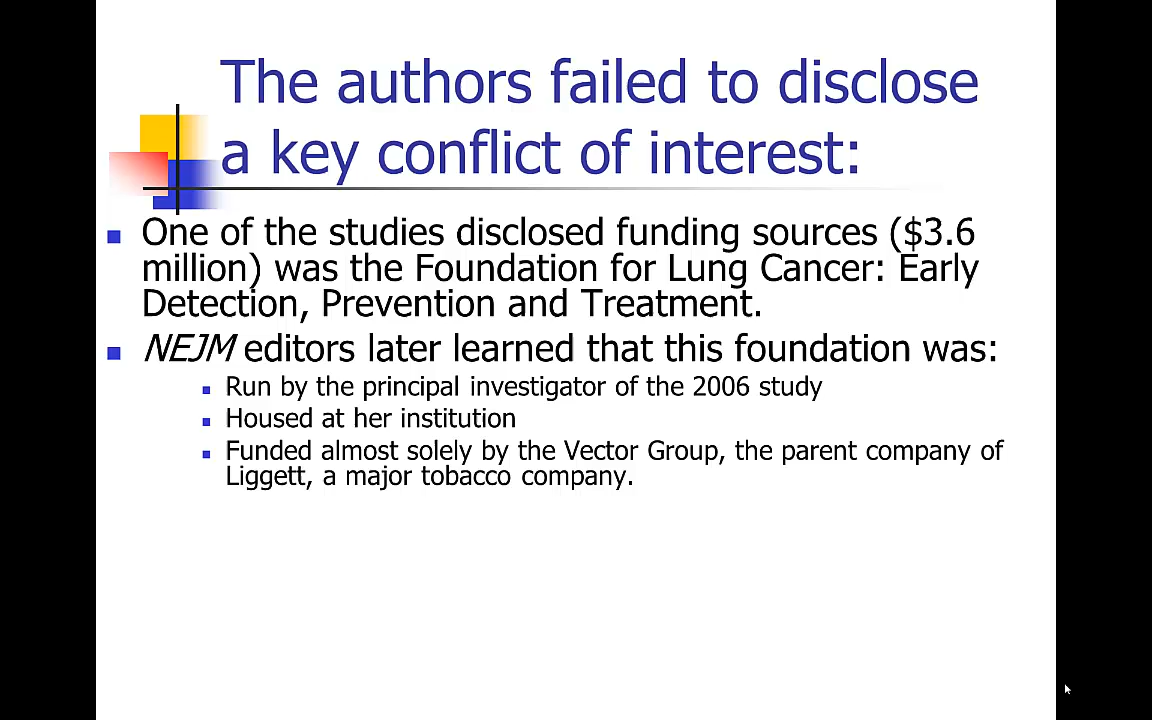 The authors failed to disclose
a key conflict of interest:
One of the studies disclosed funding sources ($3.6
million) was the Foundation for Lung Cancer: Early
Detection, Prevention and Treatment.
NEJM editors later learned that this foundation was:
Run by the principal investigator of the 2006 study
Housed at her institution
Funded almost solely by the Vector Group, the parent company of
Liggett, a major tobacco company.